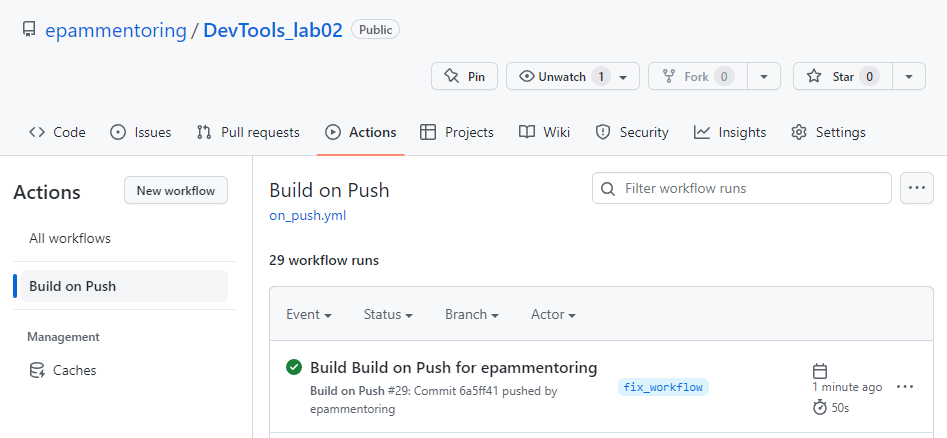 epammentoring / DevTools_lab02 Public
Pin Unwatch 1 Fork 0 Star 0
Code Issues Pull requests Actions Projects Wiki Security Insights Settings
Actions
New workflow
All workflows
Build on Push
Management
Caches
Build on Push
on_push.yml
Filter workflow runs
29 workflow runs
Event Status Branch Actor
Build Build on Push for epammentoring
Build on Push #29: Commit 6a5ff41 pushed by
epammentoring
fix_workflow
1 minute ago
50s